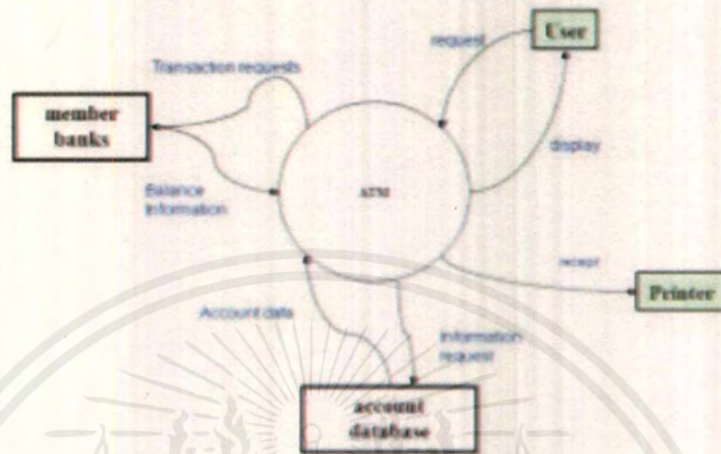 User
request
Transaction requests
member
banks
display
Balance
Information
ATM
receipt
Printer
Account data
Information
request
account
database